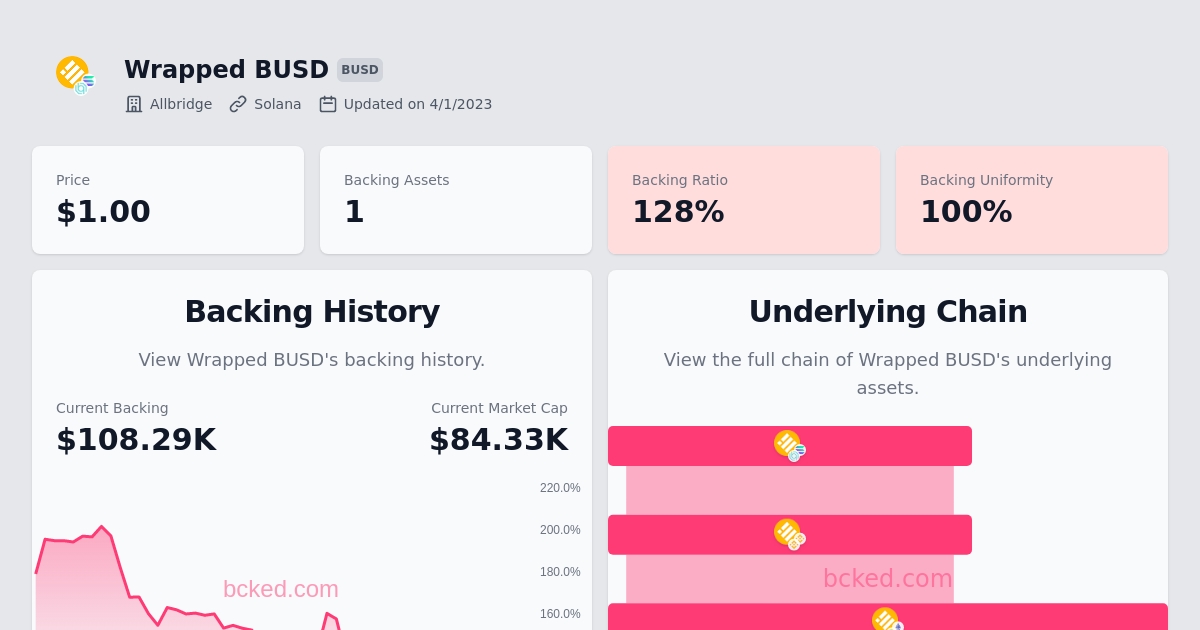 Wrapped BUSD BUSD
Allbridge Solana Updated on 4/1/2023
Price
$1.00
Backing Assets
1
Backing Ratio
128%
Backing Uniformity
100%
Backing History
View Wrapped BUSD's backing history.
Current Backing
$108.29K
Current Market Cap
$84.33K
220.0%
200.0%
180.0%
160.0%
bcked.com
Underlying Chain
View the full chain of Wrapped BUSD's underlying
assets.
bcked.com